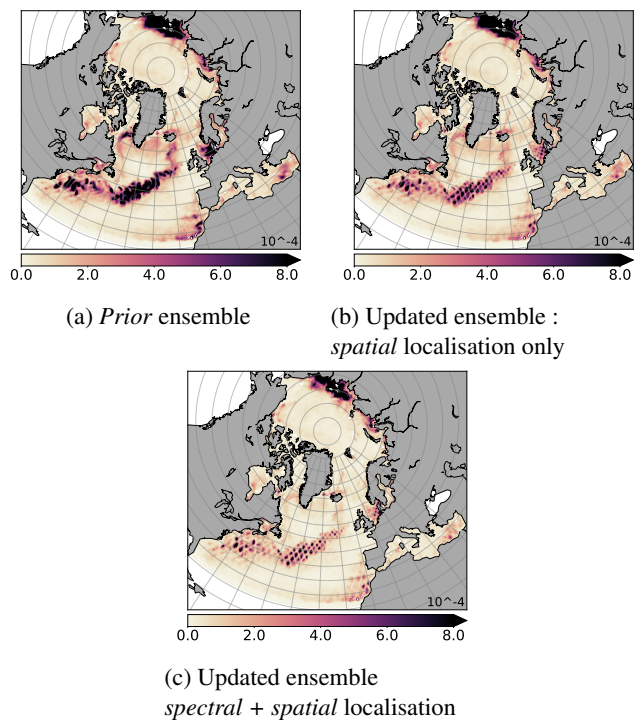 10^-4
0.0 2.0 4.0 6.0 8.0
(a) Prior ensemble
10^-4
0.0 2.0 4.0 6.0 8.0
(b) Updated ensemble :
spatial localisation only
10^-4
0.0 2.0 4.0 6.0 8.0
(c) Updated ensemble
spectral + spatial localisation